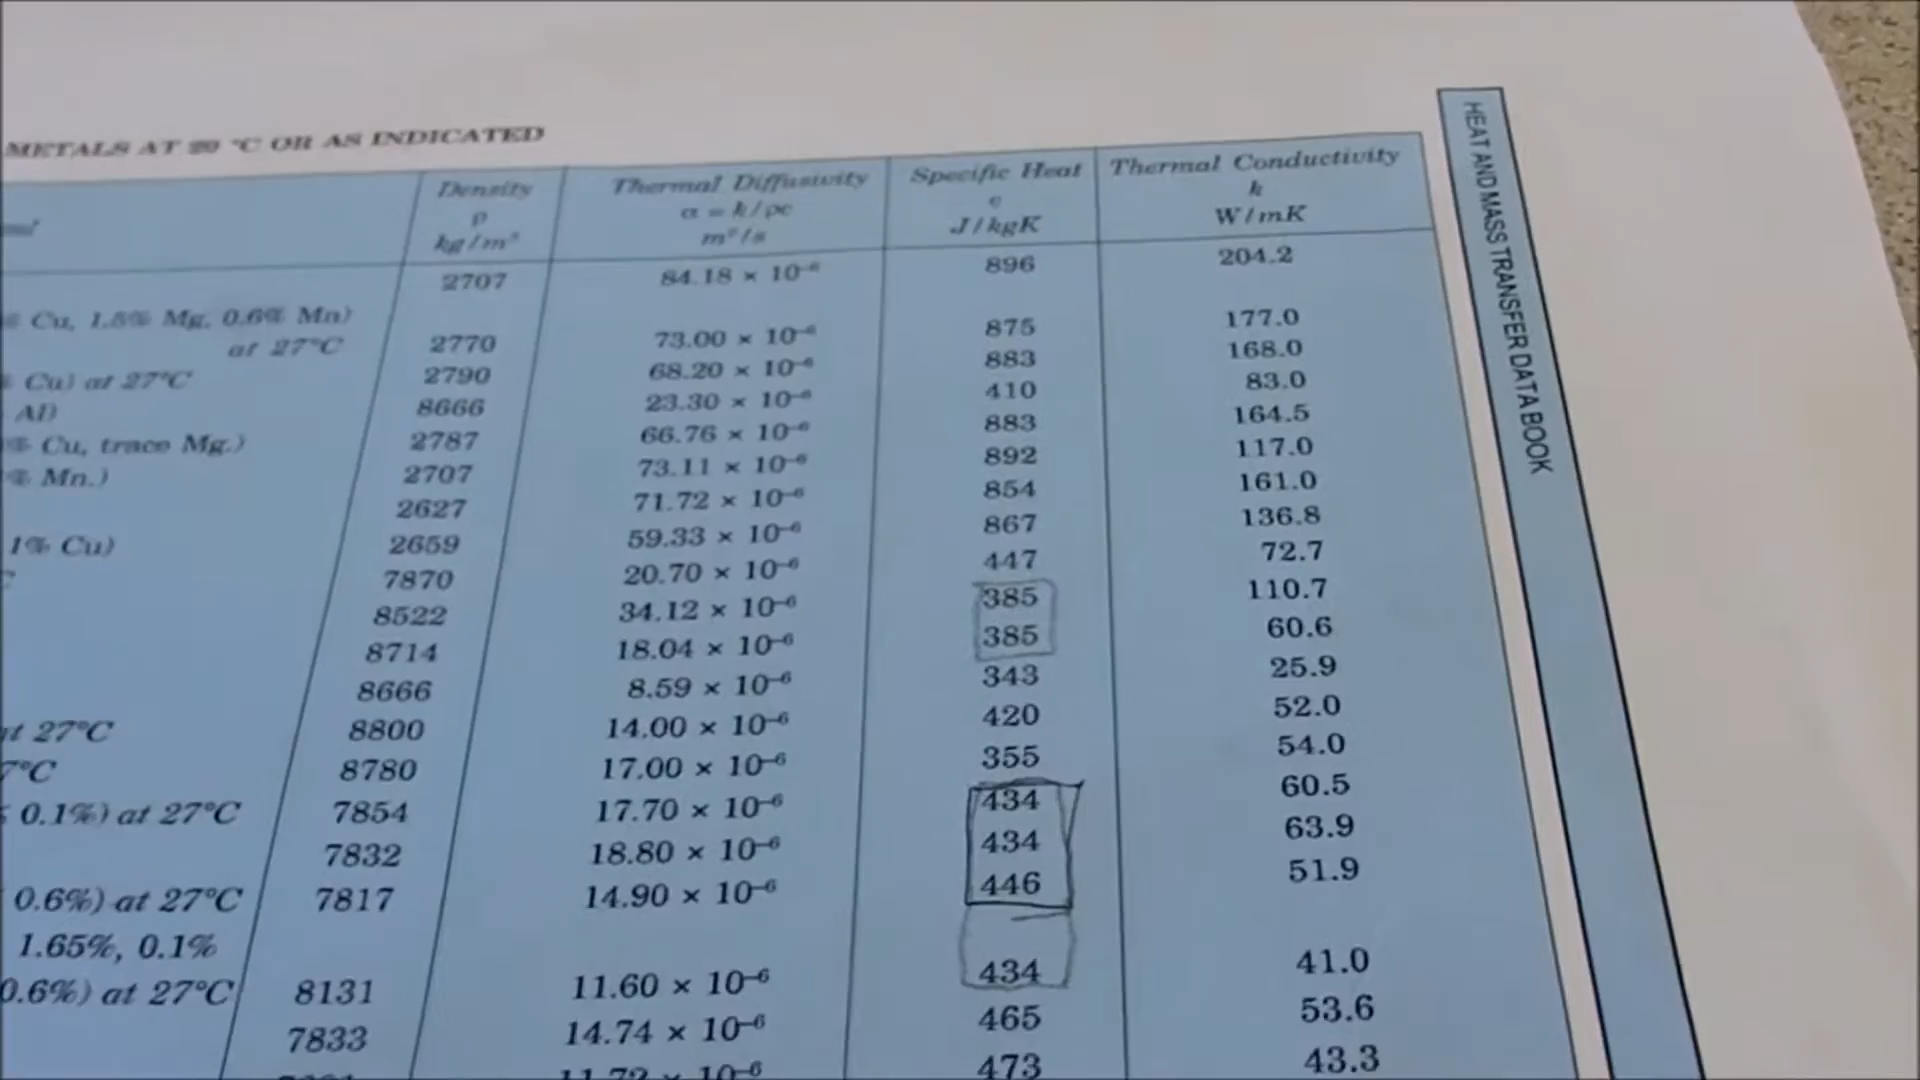 METALS AT 20 °C OR AS INDICATED
Density Thermal Diffusivity Specific Heat Thermal Conductivity
ρ α = k/ρc c k
kg/m³ m²/s J/kgK W/mK
2707 84.18 × 10⁻⁶ 896 204.2
Cu, 1.5% Mg, 0.6% Mn)
at 27°C 2770 73.00 × 10⁻⁶ 875 177.0
Cu) at 27°C 2790 68.20 × 10⁻⁶ 883 168.0
Al) 8666 23.30 × 10⁻⁶ 410 83.0
% Cu, trace Mg.) 2787 66.76 × 10⁻⁶ 883 164.5
% Mn.) 2707 73.11 × 10⁻⁶ 892 117.0
2627 71.72 × 10⁻⁶ 854 161.0
1% Cu) 2659 59.33 × 10⁻⁶ 867 136.8
C 7870 20.70 × 10⁻⁶ 447 72.7
8522 34.12 × 10⁻⁶ 385 110.7
8714 18.04 × 10⁻⁶ 385 60.6
8666 8.59 × 10⁻⁶ 343 25.9
at 27°C 8800 14.00 × 10⁻⁶ 420 52.0
7°C 8780 17.00 × 10⁻⁶ 355 54.0
0.1%) at 27°C 7854 17.70 × 10⁻⁶ 434 60.5
7832 18.80 × 10⁻⁶ 434 63.9
0.6%) at 27°C 7817 14.90 × 10⁻⁶ 446 51.9
1.65%, 0.1%
0.6%) at 27°C 8131 11.60 × 10⁻⁶ 434 41.0
7833 14.74 × 10⁻⁶ 465 53.6
11.72 × 10⁻⁶ 473 43.3
HEAT AND MASS TRANSFER DATA BOOK